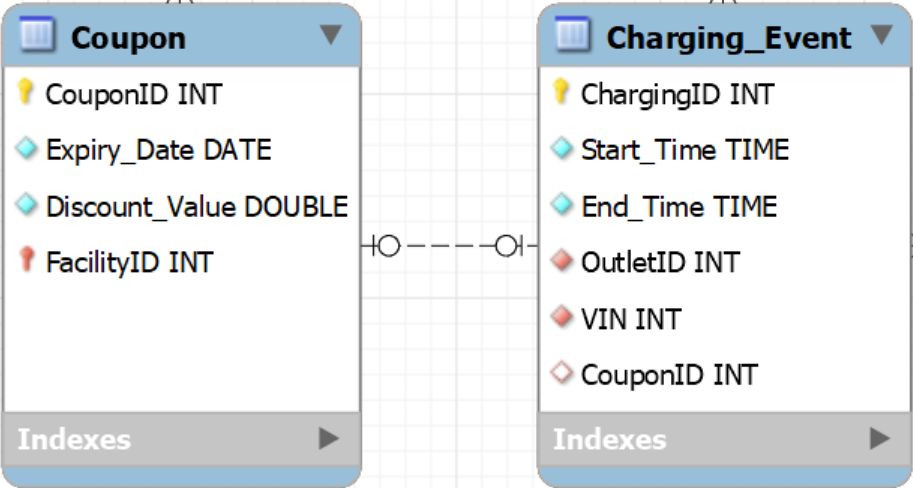 Coupon
CouponID INT
Expiry_Date DATE
Discount_Value DOUBLE
FacilityID INT
Indexes
Charging_Event
ChargingID INT
Start_Time TIME
End_Time TIME
OutletID INT
VIN INT
CouponID INT
Indexes